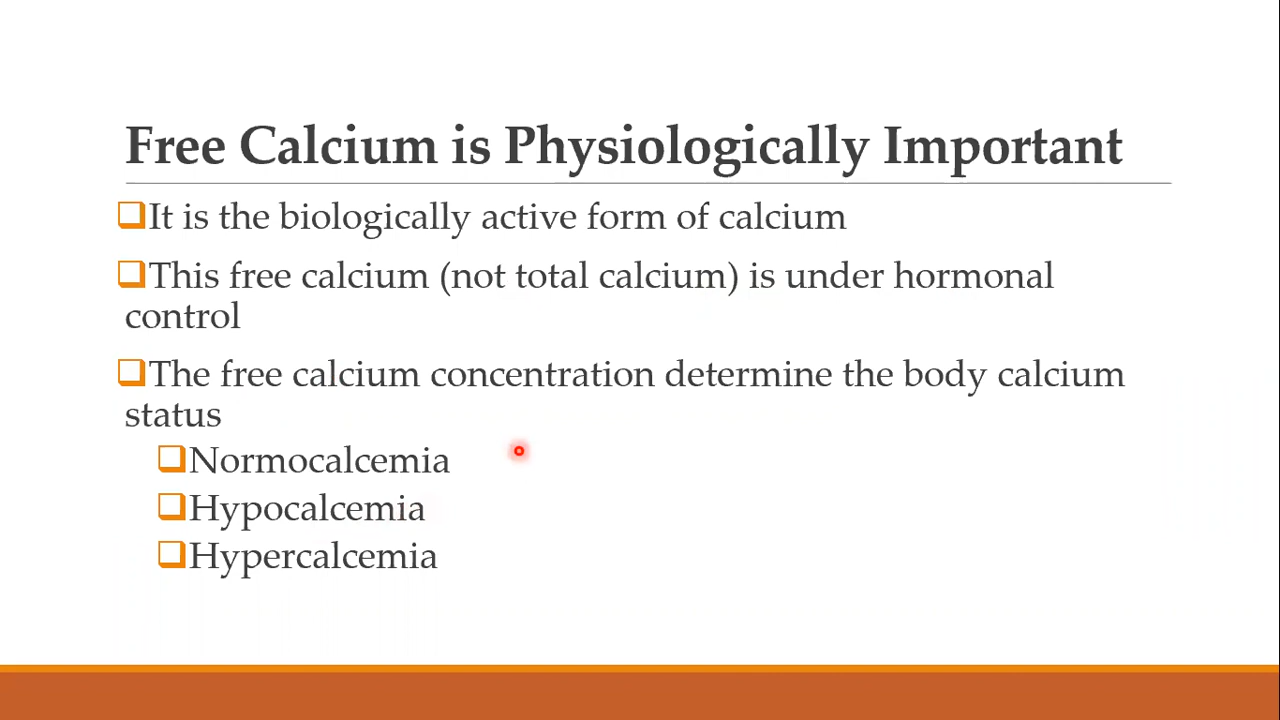 Free Calcium is Physiologically Important
It is the biologically active form of calcium
This free calcium (not total calcium) is under hormonal
control
The free calcium concentration determine the body calcium
status
Normocalcemia
Hypocalcemia
Hypercalcemia